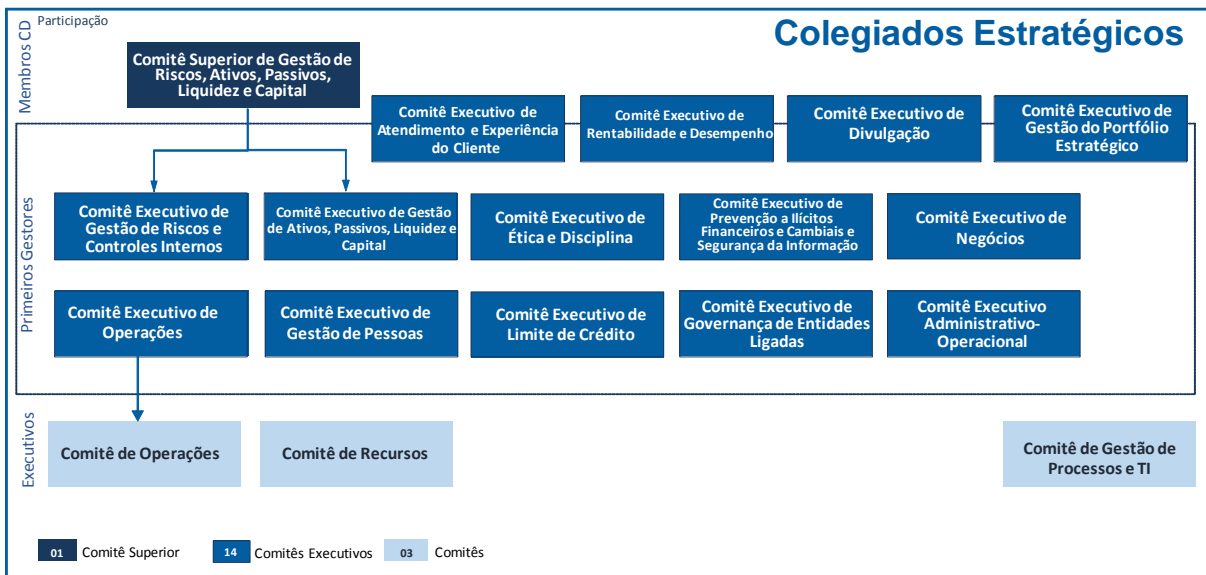 Participação
Colegiados Estratégicos
Membros CD
Comitê Superior de Gestão de
Riscos, Ativos, Passivos,
Liquidez e Capital
Comitê Executivo de
Atendimento e Experiência
do Cliente
Comitê Executivo de
Rentabilidade e Desempenho
Comitê Executivo de
Divulgação
Comitê Executivo de
Gestão do Portfólio
Estratégico
Primeiros Gestores
Comitê Executivo de
Gestão de Riscos e
Controles Internos
Comitê Executivo de Gestão
de Ativos, Passivos, Liquidez e
Capital
Comitê Executivo de
Ética e Disciplina
Comitê Executivo de
Prevenção a Ilícitos
Financeiros e Cambiais e
Segurança da Informação
Comitê Executivo de
Negócios
Comitê Executivo de
Operações
Comitê Executivo de
Gestão de Pessoas
Comitê Executivo de
Limite de Crédito
Comitê Executivo de
Governança de Entidades
Ligadas
Comitê Executivo
Administrativo-
Operacional
Executivos
Comitê de Operações
Comitê de Recursos
Comitê de Gestão de
Processos e TI
01 Comitê Superior
14 Comitês Executivos
03 Comitês